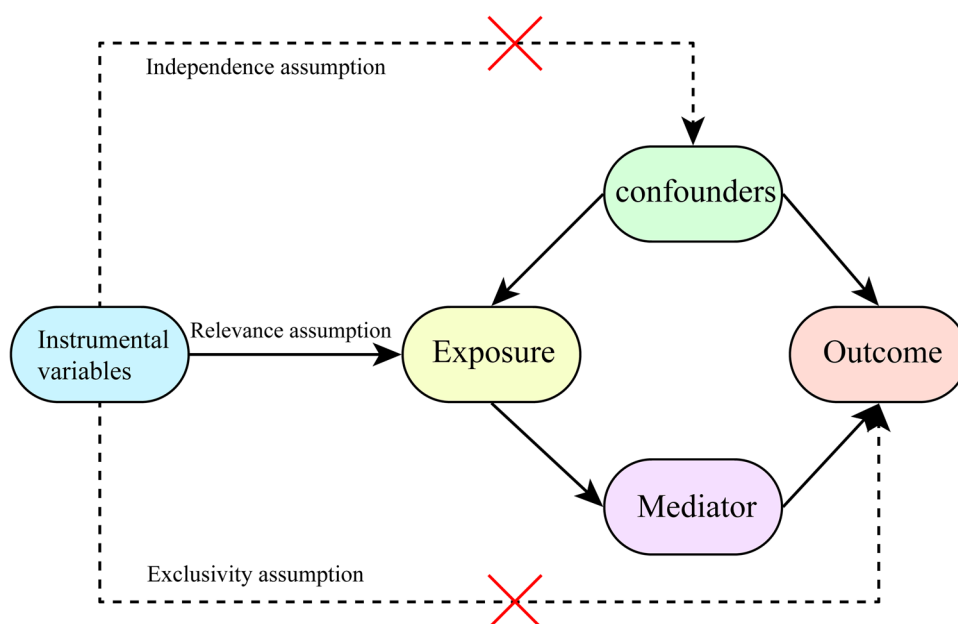 Independence assumption
confounders
Instrumental
variables
Relevance assumption
Exposure
Outcome
Mediator
Exclusivity assumption